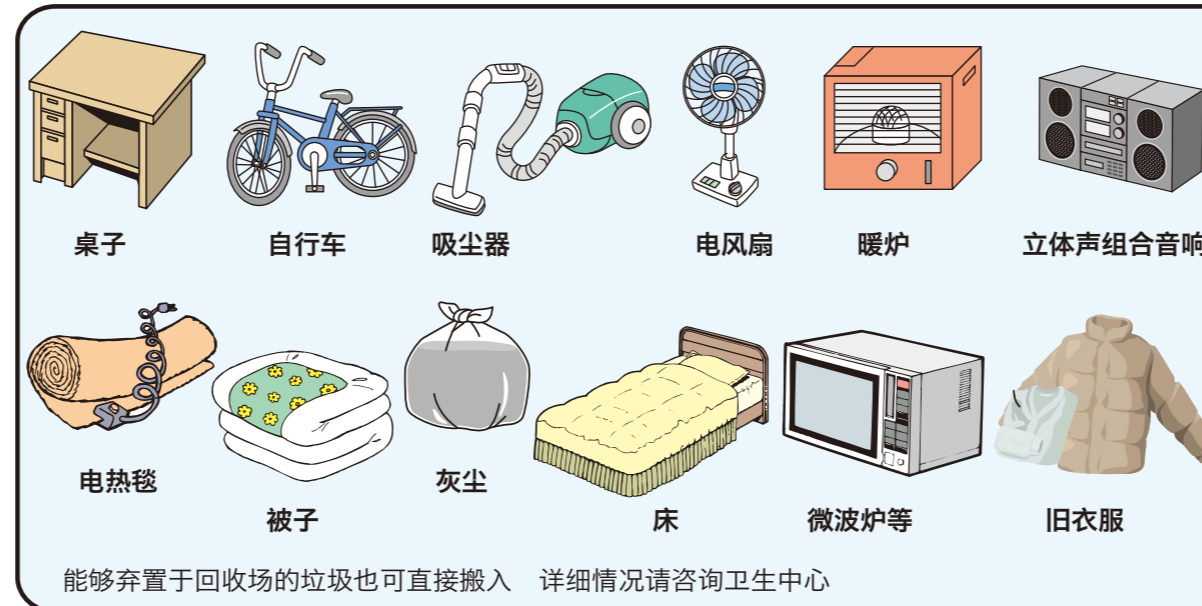 桌子
自行车
吸尘器
电风扇
暖炉
立体声组合音响
电热毯
被子
灰尘
床
微波炉等
旧衣服
能够弃置于回收场的垃圾也可直接搬入　详细情况请咨询卫生中心